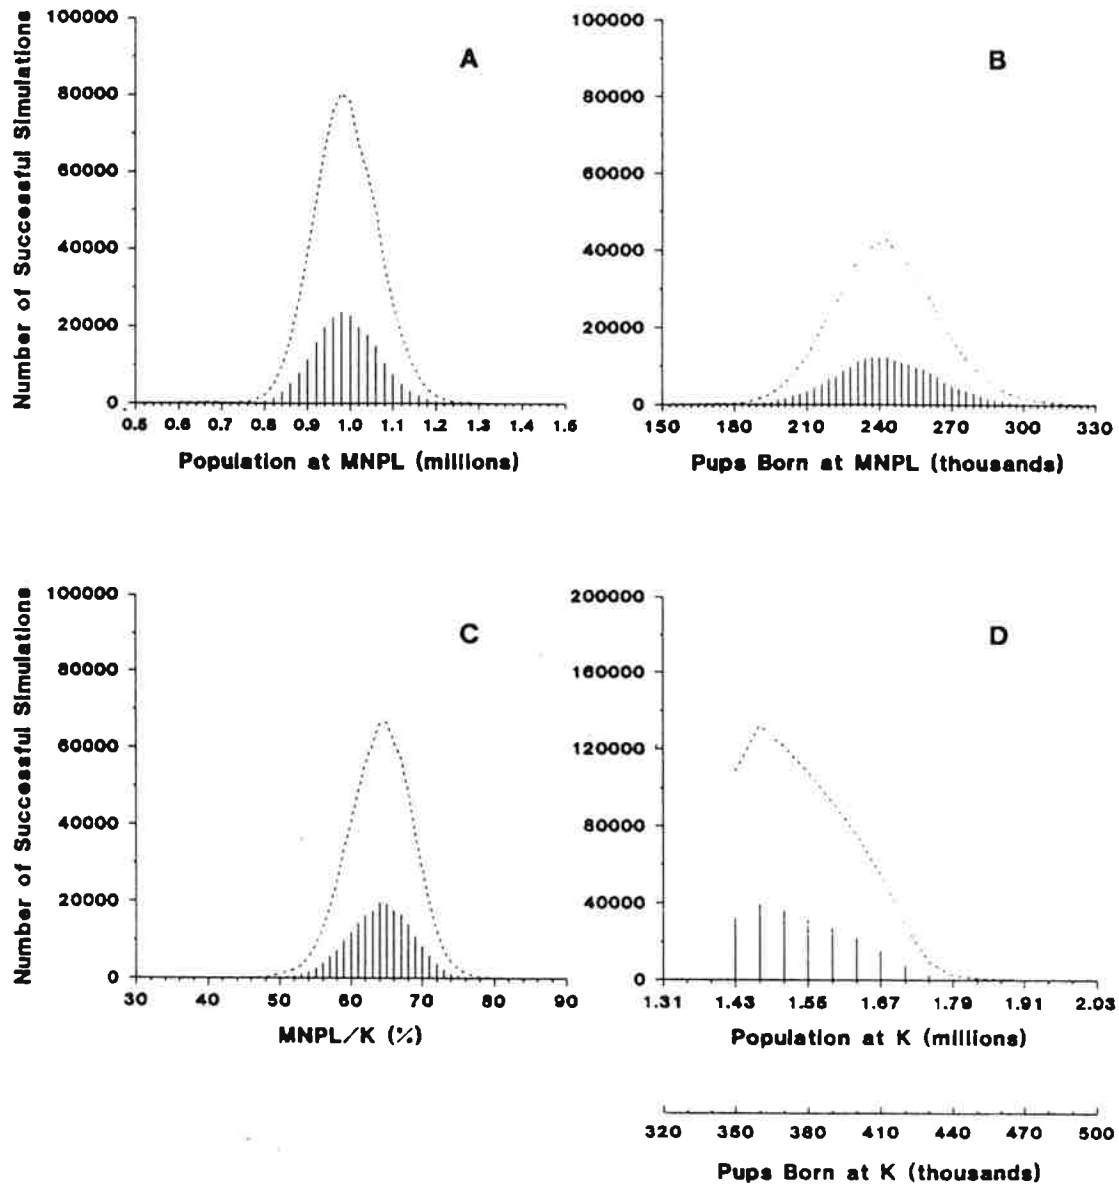 Number of Successful Simulations
100000
80000
60000
40000
20000
0
A
0.5 0.6 0.7 0.8 0.9 1.0 1.1 1.2 1.3 1.4 1.5
Population at MNPL (millions)
100000
80000
60000
40000
20000
0
B
150 180 210 240 270 300 330
Pups Born at MNPL (thousands)
Number of Successful Simulations
100000
80000
60000
40000
20000
0
C
30 40 50 60 70 80 90
MNPL/K (%)
200000
160000
120000
80000
40000
0
D
1.31 1.43 1.55 1.67 1.79 1.91 2.03
Population at K (millions)
320 350 380 410 440 470 500
Pups Born at K (thousands)